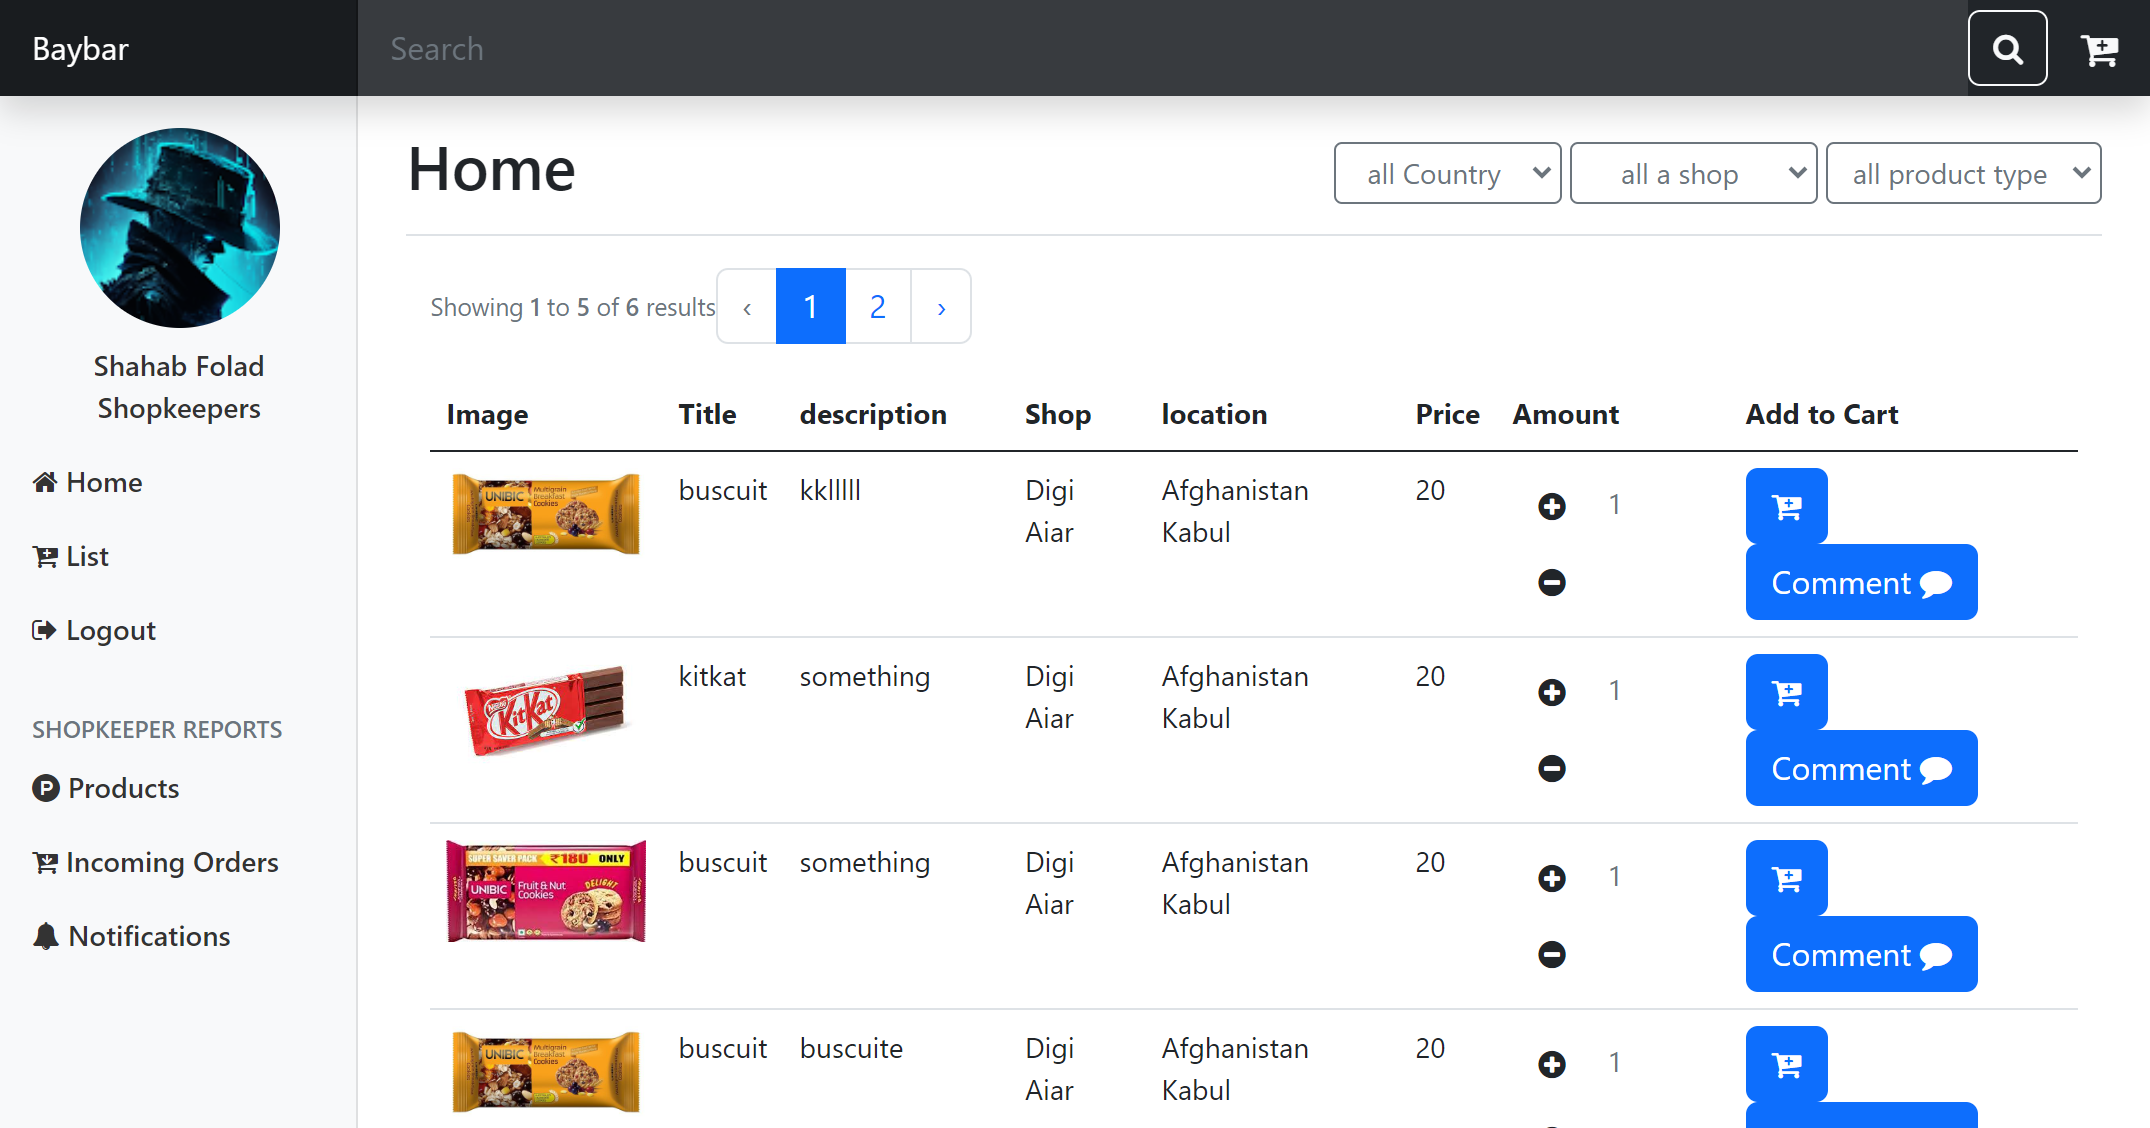 Baybar
Search
Shahab Folad
Shopkeepers
Home
List
Logout
SHOPKEEPER REPORTS
Products
Incoming Orders
Notifications
Home
all Country
all a shop
all product type
Showing 1 to 5 of 6 results
‹ 1 2 ›
Image Title description Shop location Price Amount Add to Cart
UNIBIC
Multigrain
Breakfast
Cookies
buscuit kklllll Digi Afghanistan 20 1
Aiar Kabul
Comment
KitKat
kitkat something Digi Afghanistan 20 1
Aiar Kabul
Comment
SUPER SAVER PACK ₹180 ONLY
UNIBIC
Fruit & Nut
Cookies
DELIGHT
buscuit something Digi Afghanistan 20 1
Aiar Kabul
Comment
UNIBIC
Multigrain
Breakfast
Cookies
buscuit buscuite Digi Afghanistan 20 1
Aiar Kabul